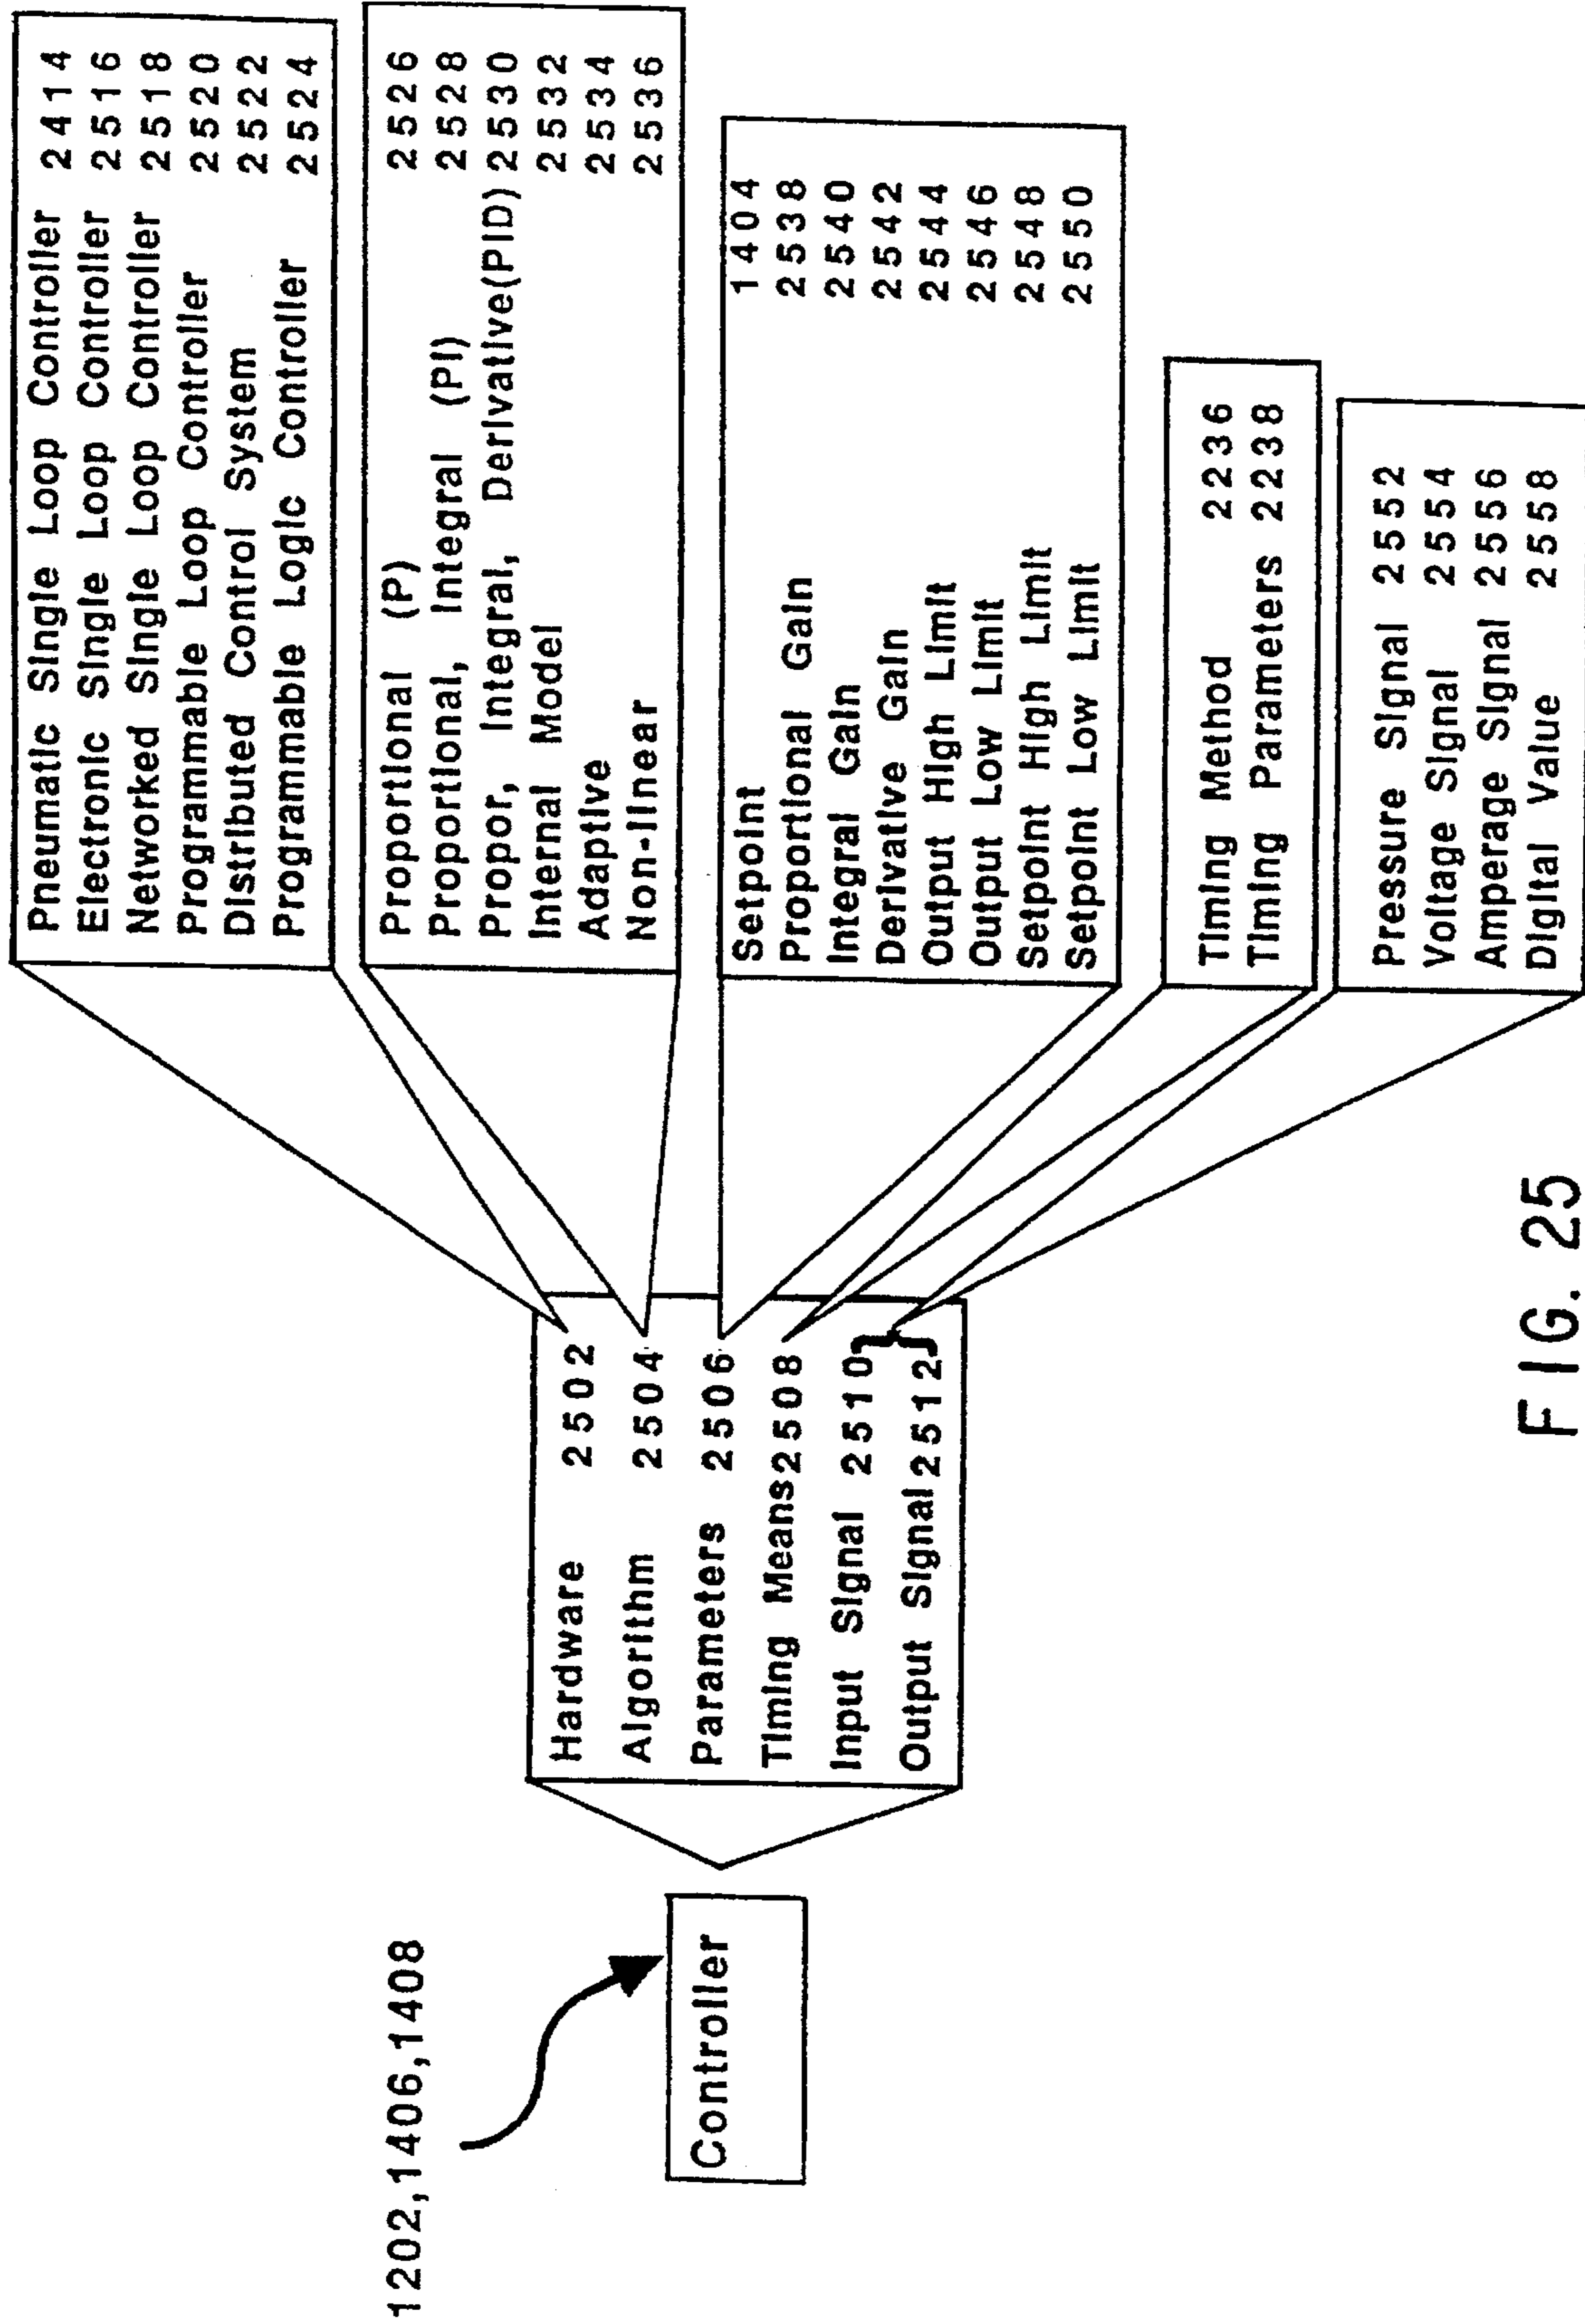 1202,1406,1408
Controller
Hardware 2502
Algorithm 2504
Parameters 2506
Timing Means 2508
Input Signal 2510
Output Signal 2512
Pneumatic Single Loop Controller 2414
Electronic Single Loop Controller 2516
Networked Single Loop Controller 2518
Programmable Loop Controller 2520
Distributed Control System 2522
Programmable Logic Controller 2524
Proportional (P) 2526
Proportional, Integral (PI) 2528
Propor, Integral, Derivative(PID) 2530
Internal Model 2532
Adaptive 2534
Non-linear 2536
Setpoint 1404
Proportional Gain 2538
Integral Gain 2540
Derivative Gain 2542
Output High Limit 2544
Output Low Limit 2546
Setpoint High Limit 2548
Setpoint Low Limit 2550
Timing Method 2236
Timing Parameters 2238
Pressure Signal 2552
Voltage Signal 2554
Amperage Signal 2556
Digital Value 2558
FIG. 25